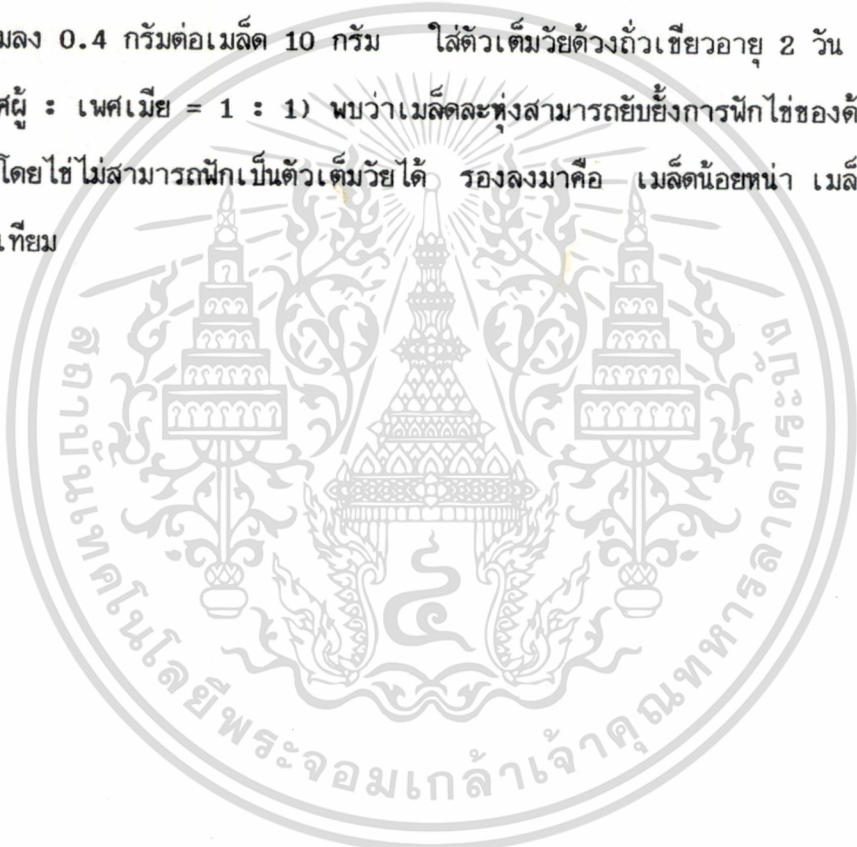 มลง 0.4 กรัมต่อเมล็ด 10 กรัม ใส่ตัวเต็มวัยด้วงถั่วเขียวอายุ 2 วัน
ศผู้ : เพศเมีย = 1 : 1) พบว่าเมล็ดละหุ่งสามารถยับยั้งการฟักไข่ของด้
โดยไข่ไม่สามารถฟักเป็นตัวเต็มวัยได้ รองลงมาคือ เมล็ดน้อยหน่า เมล็
เทียม
สถาบันเทคโนโลยีพระจอมเกล้าเจ้าคุณทหารลาดกระบัง